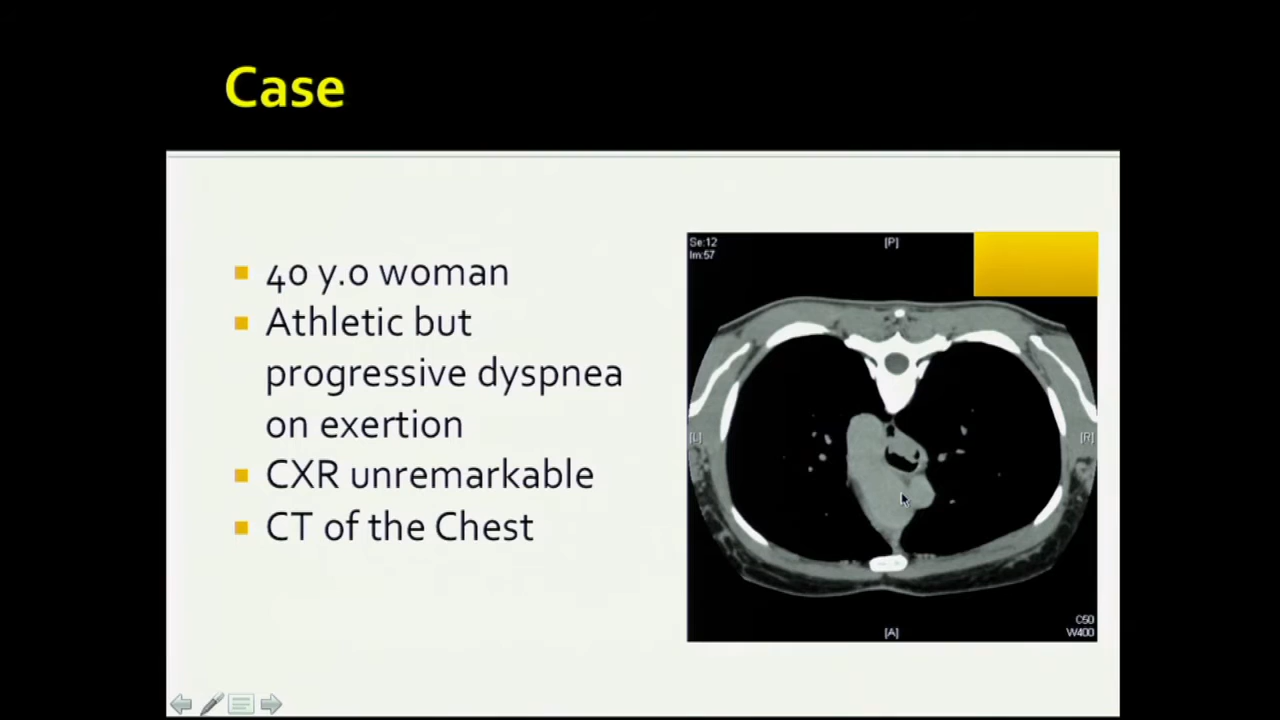 Case
40 y.o woman
Athletic but
progressive dyspnea
on exertion
CXR unremarkable
CT of the Chest
Se:12
Im:57
[P]
[L]
[R]
[A]
C50
W400